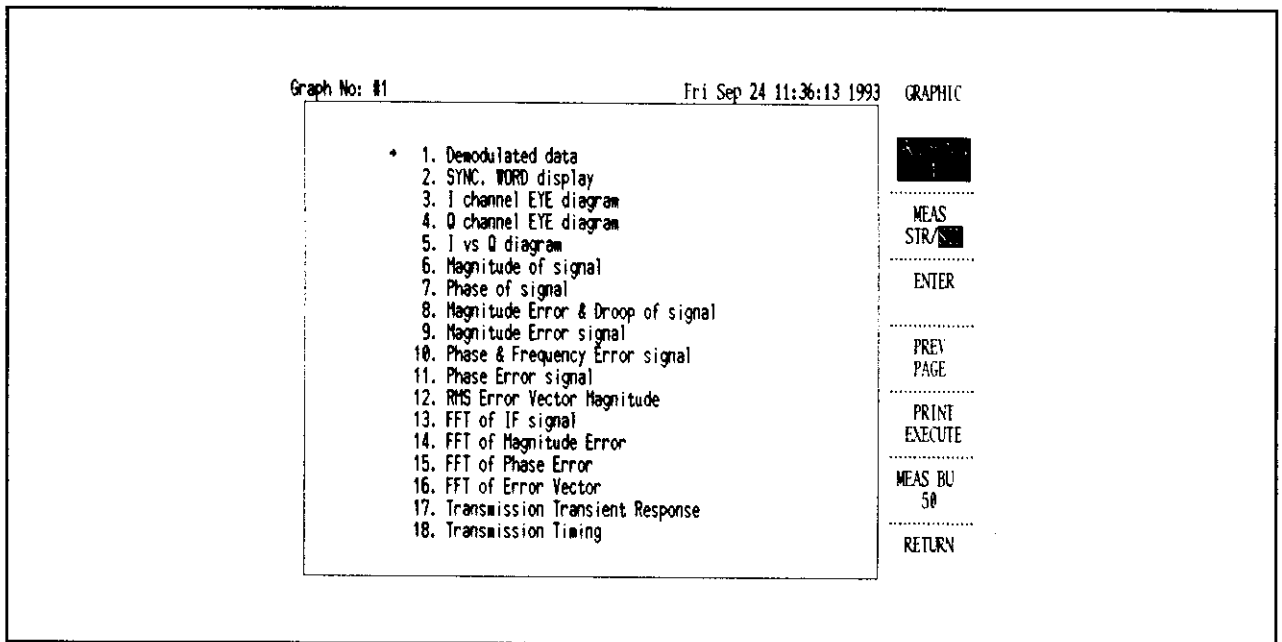 Graph No: #1
Fri Sep 24 11:36:13 1993
GRAPHIC
1. Demodulated data
2. SYNC. WORD display
3. I channel EYE diagram
4. Q channel EYE diagram
5. I vs Q diagram
6. Magnitude of signal
7. Phase of signal
8. Magnitude Error & Droop of signal
9. Magnitude Error signal
10. Phase & Frequency Error signal
11. Phase Error signal
12. RMS Error Vector Magnitude
13. FFT of IF signal
14. FFT of Magnitude Error
15. FFT of Phase Error
16. FFT of Error Vector
17. Transmission Transient Response
18. Transmission Timing
MEAS
STR/
ENTER
PREV
PAGE
PRINT
EXECUTE
MEAS BU
50
RETURN